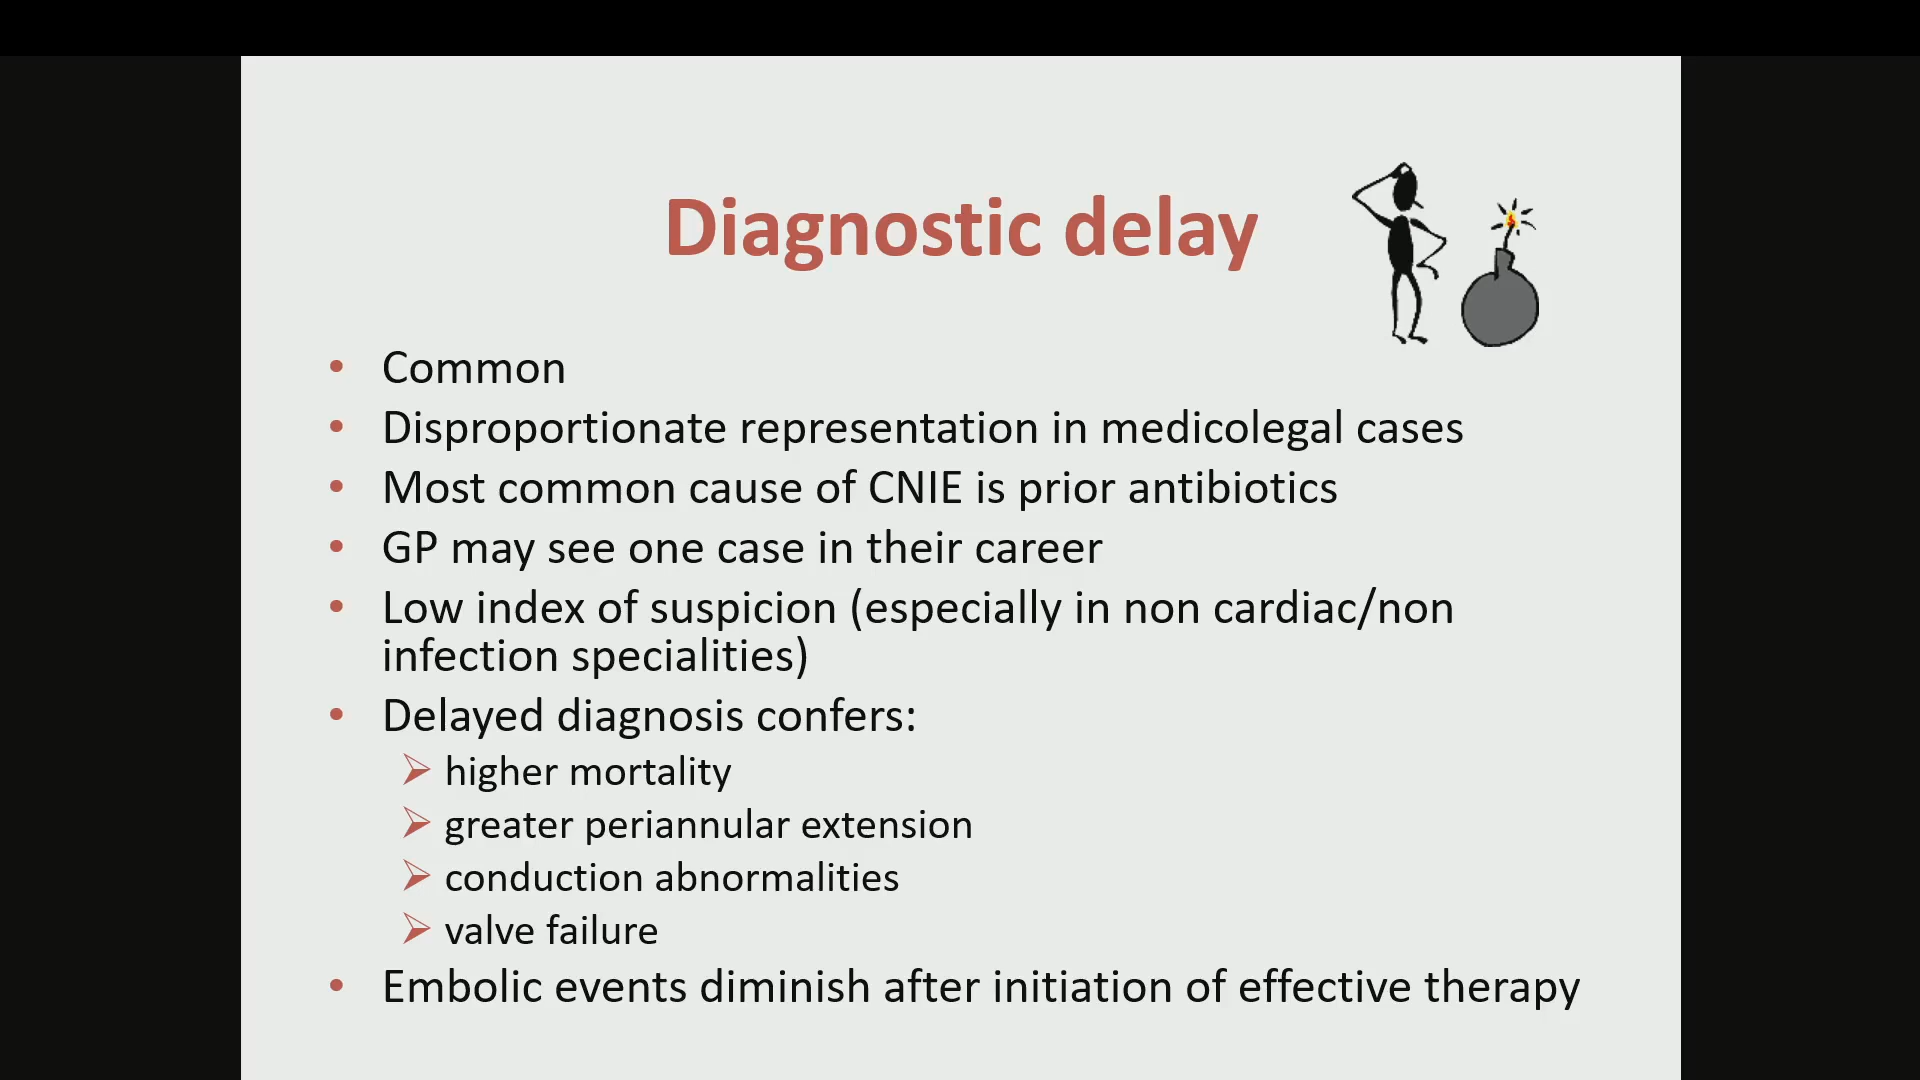 Diagnostic delay
• Common
• Disproportionate representation in medicolegal cases
• Most common cause of CNIE is prior antibiotics
• GP may see one case in their career
• Low index of suspicion (especially in non cardiac/non
infection specialities)
• Delayed diagnosis confers:
➢ higher mortality
➢ greater periannular extension
➢ conduction abnormalities
➢ valve failure
• Embolic events diminish after initiation of effective therapy